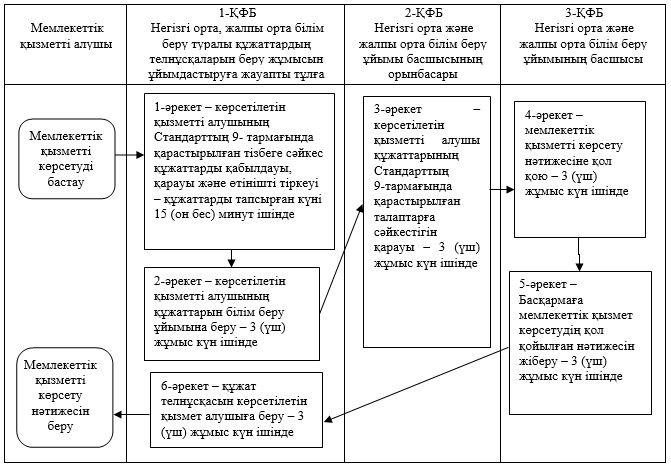 Мемлекеттік
қызметті алушы
1-ҚФБ
Негізгі орта, жалпы орта білім
беру туралы құжаттардың
телнұсқаларын беру жұмысын
ұйымдастыруға жауапты тұлға
2-ҚФБ
Негізгі орта және
жалпы орта білім беру
ұйымы басшысының
орынбасары
3-ҚФБ
Негізгі орта және
жалпы орта білім беру
ұйымының басшысы
Мемлекеттік
қызметті
көрсетуді
бастау
1-әрекет – көрсетілетін
қызметті алушының
Стандарттың 9- тармағында
қарастырылған тізбеге сәйкес
құжаттарды қабылдауы,
қарауы және өтінішті тіркеуі
– құжаттарды тапсырған күні
15 (он бес) минут ішінде
2-әрекет – көрсетілетін
қызметті алушының
құжаттарын білім беру
ұйымына беру – 3 (үш)
жұмыс күн ішінде
3-әрекет –
көрсетілетін
қызметті алушы
құжаттарының
Стандарттың
9-тармағында
қарастырылған
талаптарға
сәйкестігін
қарауы – 3 (үш)
жұмыс күн ішінде
4-әрекет –
мемлекеттік
қызметті көрсету
нәтижесіне қол
қою – 3 (үш)
жұмыс күн ішінде
5-әрекет –
Басқармаға
мемлекеттік қызмет
көрсетудің қол
қойылған нәтижесін
жіберу – 3 (үш)
жұмыс күн ішінде
6-әрекет – құжат
телнұсқасын көрсетілетін
қызмет алушыға беру – 3
(үш) жұмыс күн ішінде
Мемлекеттік
қызметті
көрсету
нәтижесін
беру